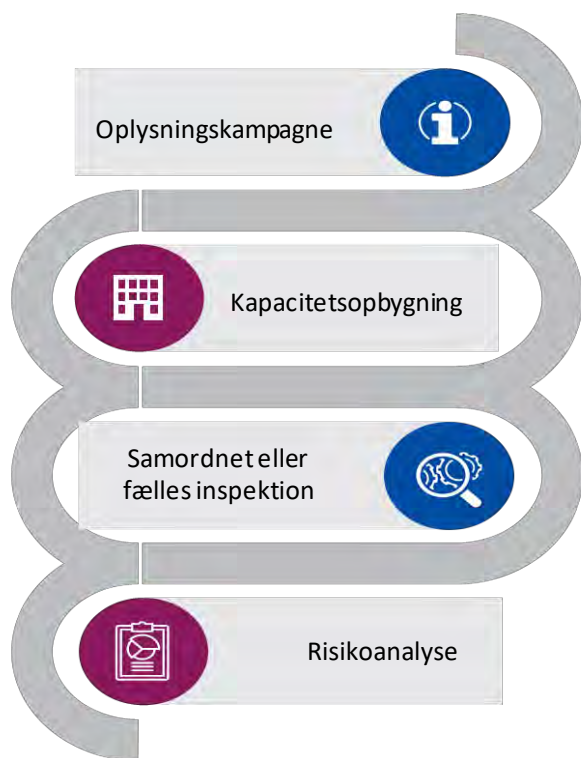 Oplysningskampagne
Kapacitetsopbygning
Samordnet eller
fælles inspektion
Risikoanalyse